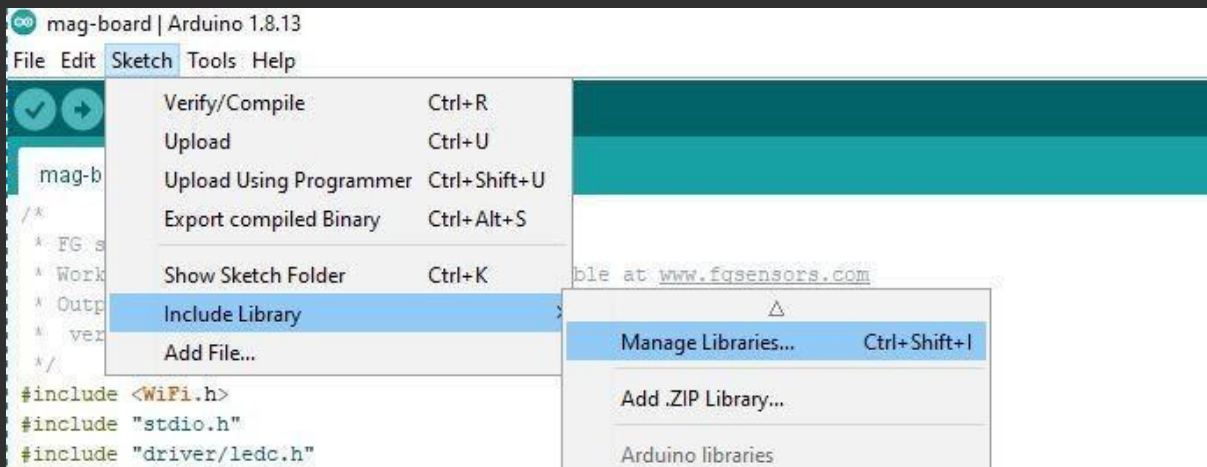 mag-board | Arduino 1.8.13
File Edit Sketch Tools Help
Verify/Compile Ctrl+R
Upload Ctrl+U
mag-b
Upload Using Programmer Ctrl+Shift+U
/*
Export compiled Binary Ctrl+Alt+S
* FG s
* Work
Show Sketch Folder Ctrl+K
ble at www.fgsensors.com
* Outp
Include Library
* ver
Manage Libraries... Ctrl+Shift+I
*/
Add File...
#include <WiFi.h>
Add .ZIP Library...
#include "stdio.h"
#include "driver/ledc.h"
Arduino libraries